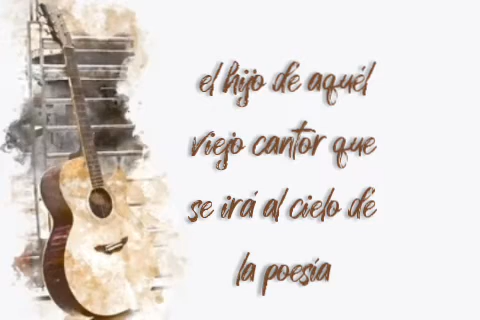 el hijo de aquél
viejo cantor que
se irá al cielo de
la poesía